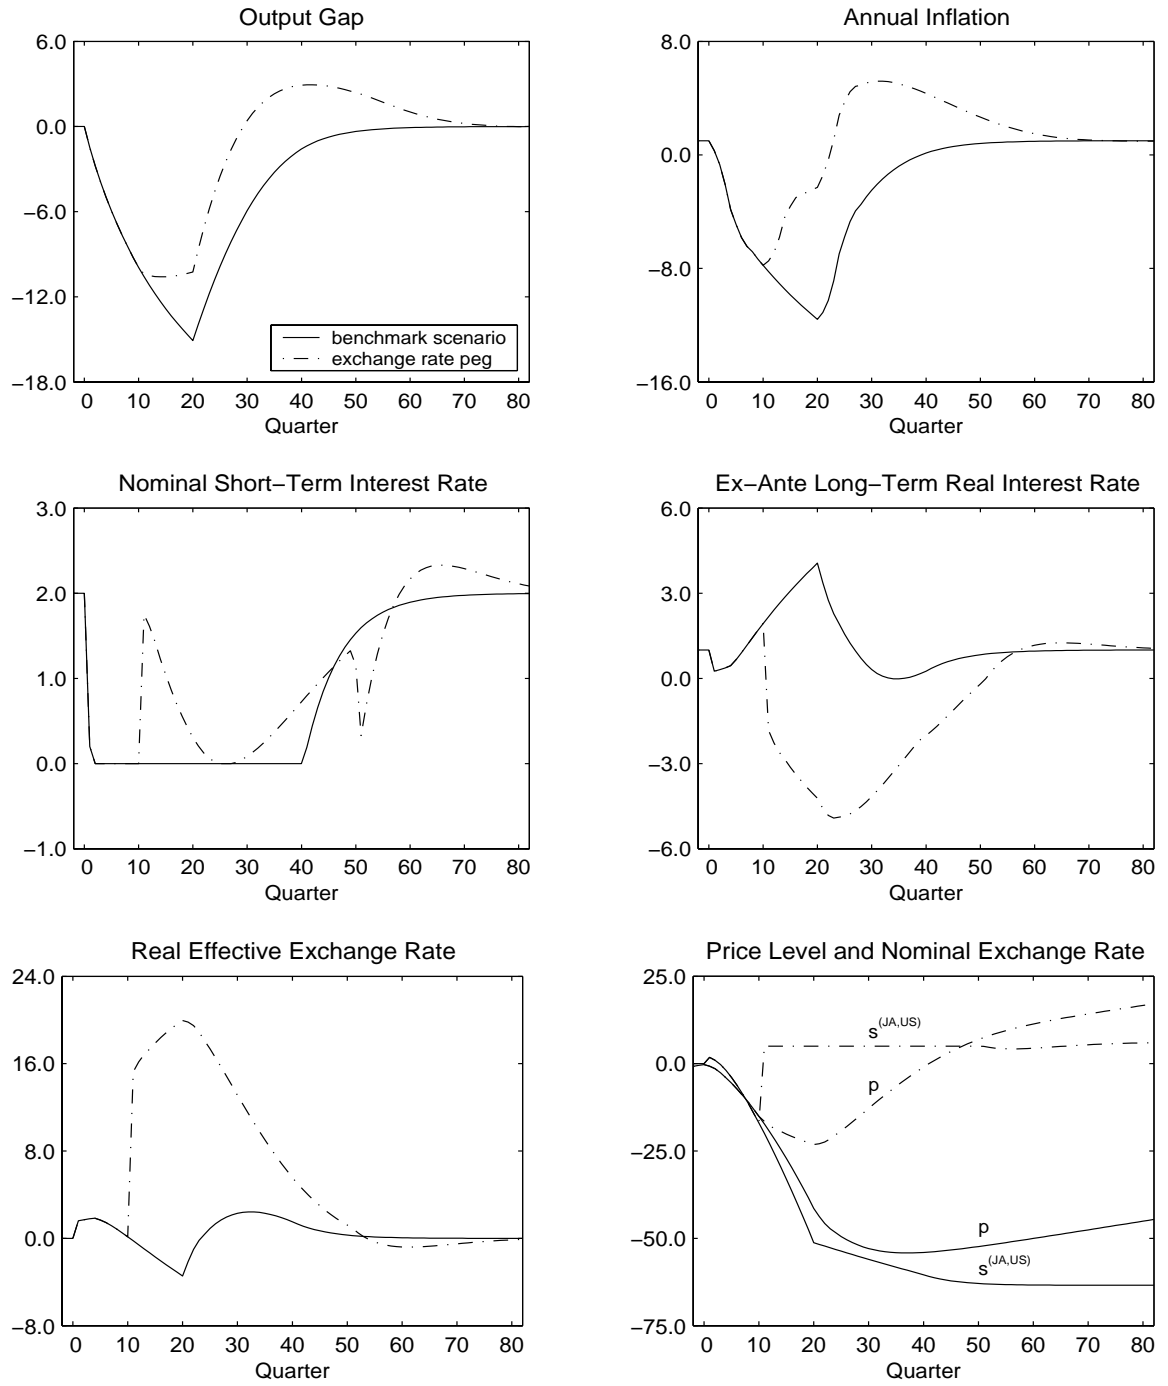 Output Gap
6.0
0.0
−6.0
−12.0
−18.0
0 10 20 30 40 50 60 70 80
Quarter
benchmark scenario
exchange rate peg
Annual Inflation
8.0
0.0
−8.0
−16.0
0 10 20 30 40 50 60 70 80
Quarter
Nominal Short−Term Interest Rate
3.0
2.0
1.0
0.0
−1.0
0 10 20 30 40 50 60 70 80
Quarter
Ex−Ante Long−Term Real Interest Rate
6.0
3.0
0.0
−3.0
−6.0
0 10 20 30 40 50 60 70 80
Quarter
Real Effective Exchange Rate
24.0
16.0
8.0
0.0
−8.0
0 10 20 30 40 50 60 70 80
Quarter
Price Level and Nominal Exchange Rate
25.0
0.0
−25.0
−50.0
−75.0
s(JA,US)
p
p
s(JA,US)
0 10 20 30 40 50 60 70 80
Quarter